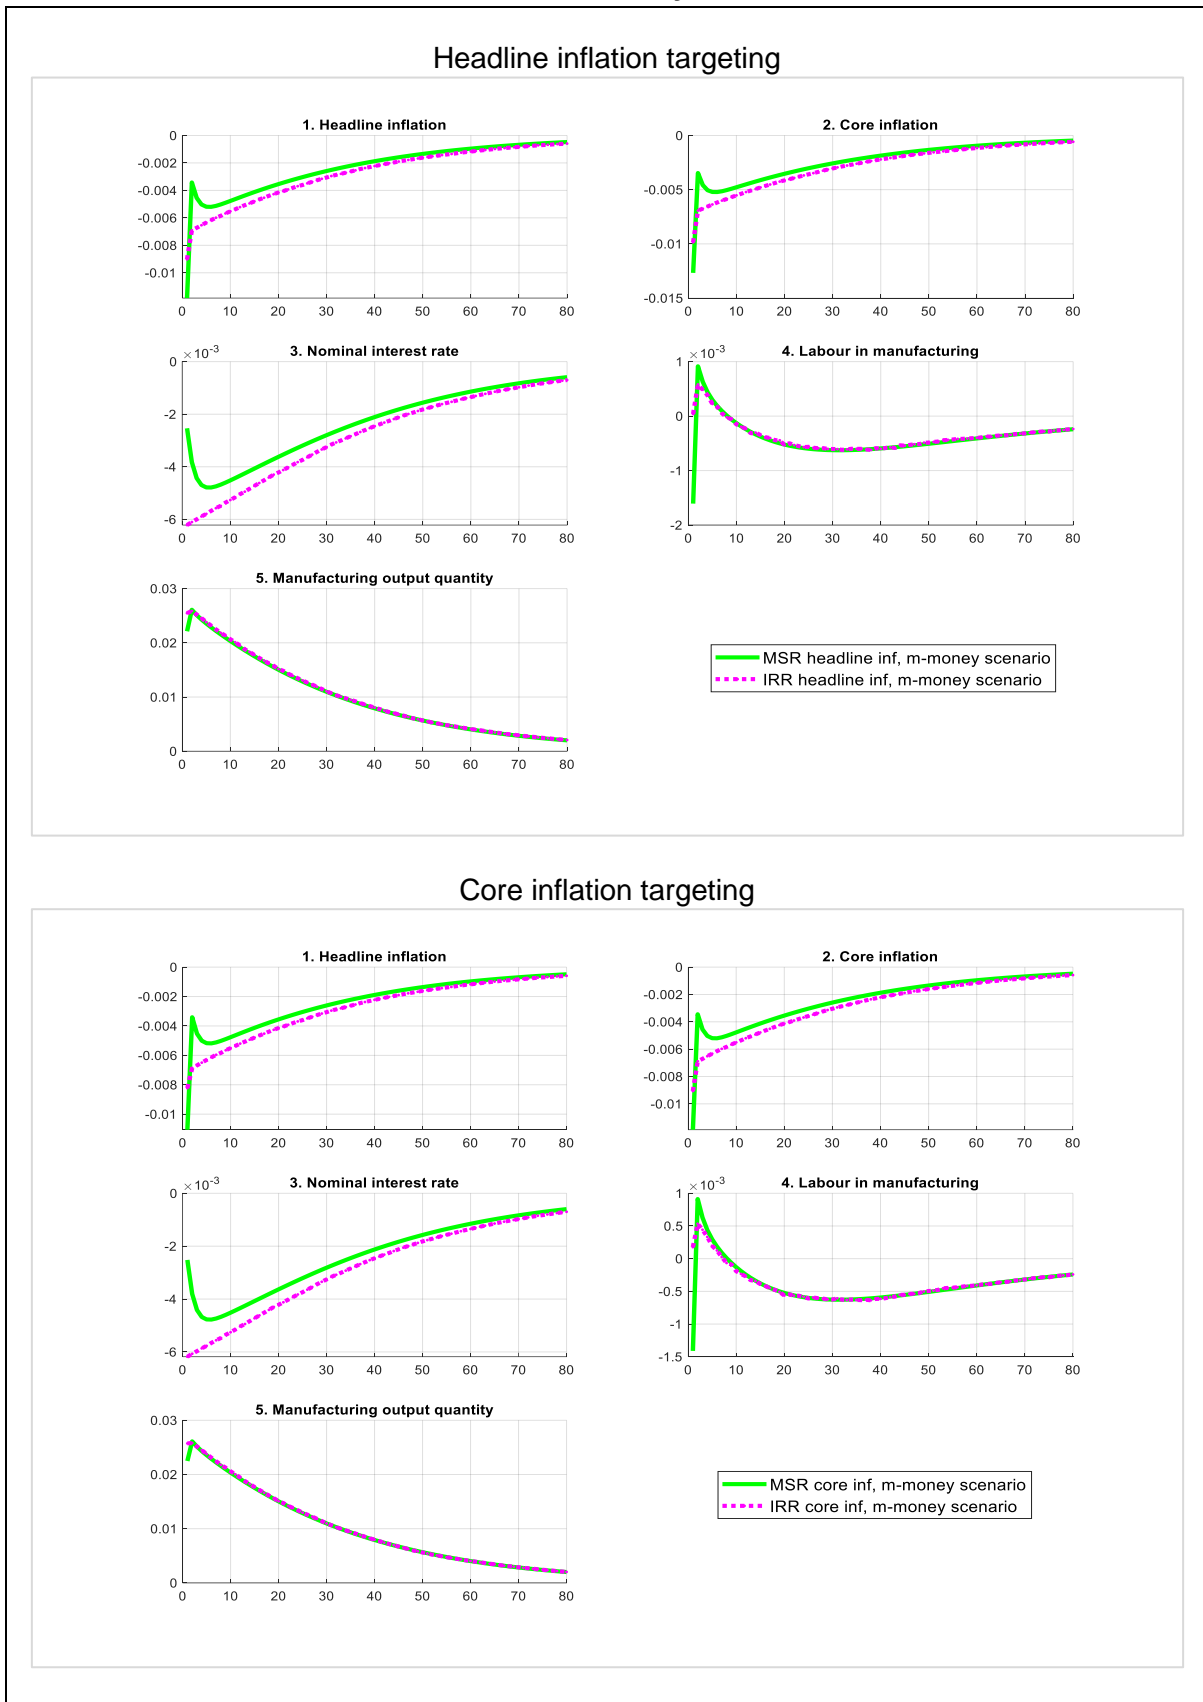 Headline inflation targeting
1. Headline inflation
0
-0.002
-0.004
-0.006
-0.008
-0.01
0 10 20 30 40 50 60 70 80
2. Core inflation
0
-0.005
-0.01
-0.015
0 10 20 30 40 50 60 70 80
3. Nominal interest rate
×10⁻³
0
-2
-4
-6
0 10 20 30 40 50 60 70 80
4. Labour in manufacturing
×10⁻³
1
0
-1
-2
0 10 20 30 40 50 60 70 80
5. Manufacturing output quantity
0.03
0.02
0.01
0
0 10 20 30 40 50 60 70 80
MSR headline inf, m-money scenario
IRR headline inf, m-money scenario
Core inflation targeting
1. Headline inflation
0
-0.002
-0.004
-0.006
-0.008
-0.01
0 10 20 30 40 50 60 70 80
2. Core inflation
0
-0.002
-0.004
-0.006
-0.008
-0.01
0 10 20 30 40 50 60 70 80
3. Nominal interest rate
×10⁻³
0
-2
-4
-6
0 10 20 30 40 50 60 70 80
4. Labour in manufacturing
×10⁻³
1
0.5
0
-0.5
-1
-1.5
0 10 20 30 40 50 60 70 80
5. Manufacturing output quantity
0.03
0.02
0.01
0
0 10 20 30 40 50 60 70 80
MSR core inf, m-money scenario
IRR core inf, m-money scenario